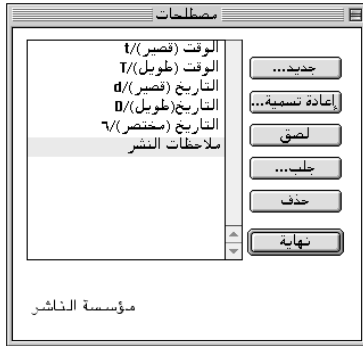 مصطلحات
الوقت (قصير)/t
الوقت (طويل)/T
التاريخ (قصير)/d
التاريخ(طويل)/D
التاريخ (مختصر)/٦
ملاحظات النشر
جديد...
إعادة تسمية...
لصق
جلب...
حذف
نهاية
مؤسسة الناشر